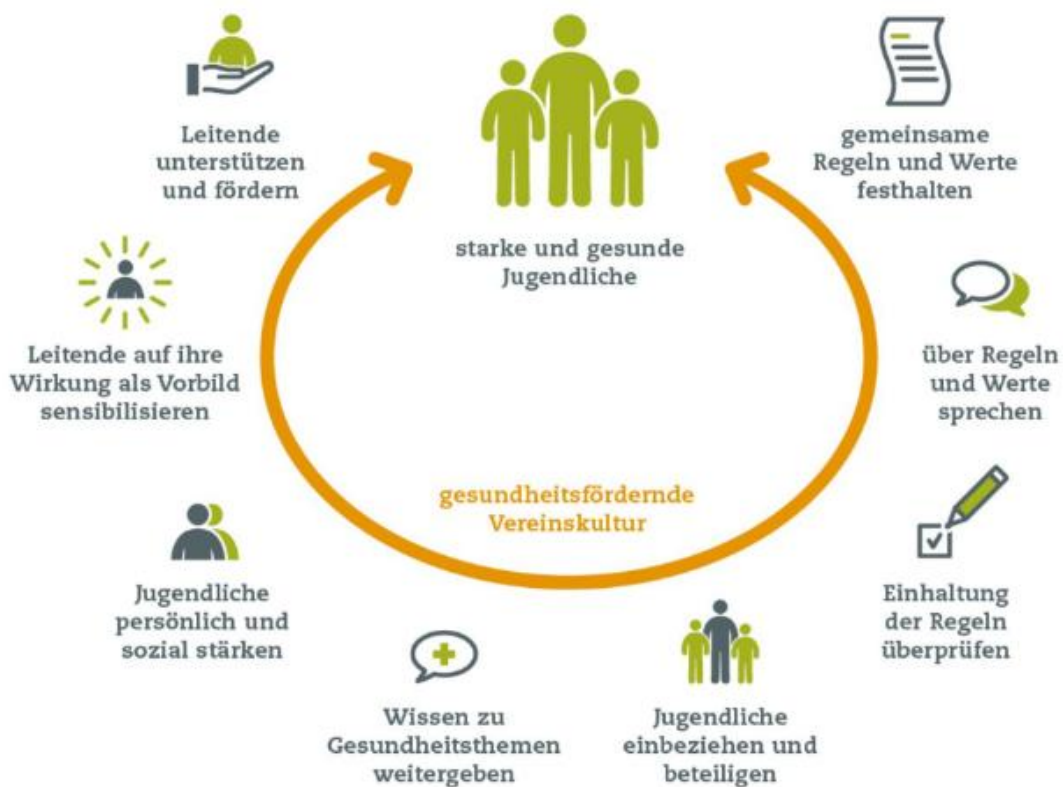 Leitende
unterstützen
und fördern
starke und gesunde
Jugendliche
gemeinsame
Regeln und Werte
festhalten
Leitende auf ihre
Wirkung als Vorbild
sensibilisieren
über Regeln
und Werte
sprechen
gesundheitsfördernde
Vereinskultur
Jugendliche
persönlich und
sozial stärken
Einhaltung
der Regeln
überprüfen
Wissen zu
Gesundheitsthemen
weitergeben
Jugendliche
einbeziehen und
beteiligen